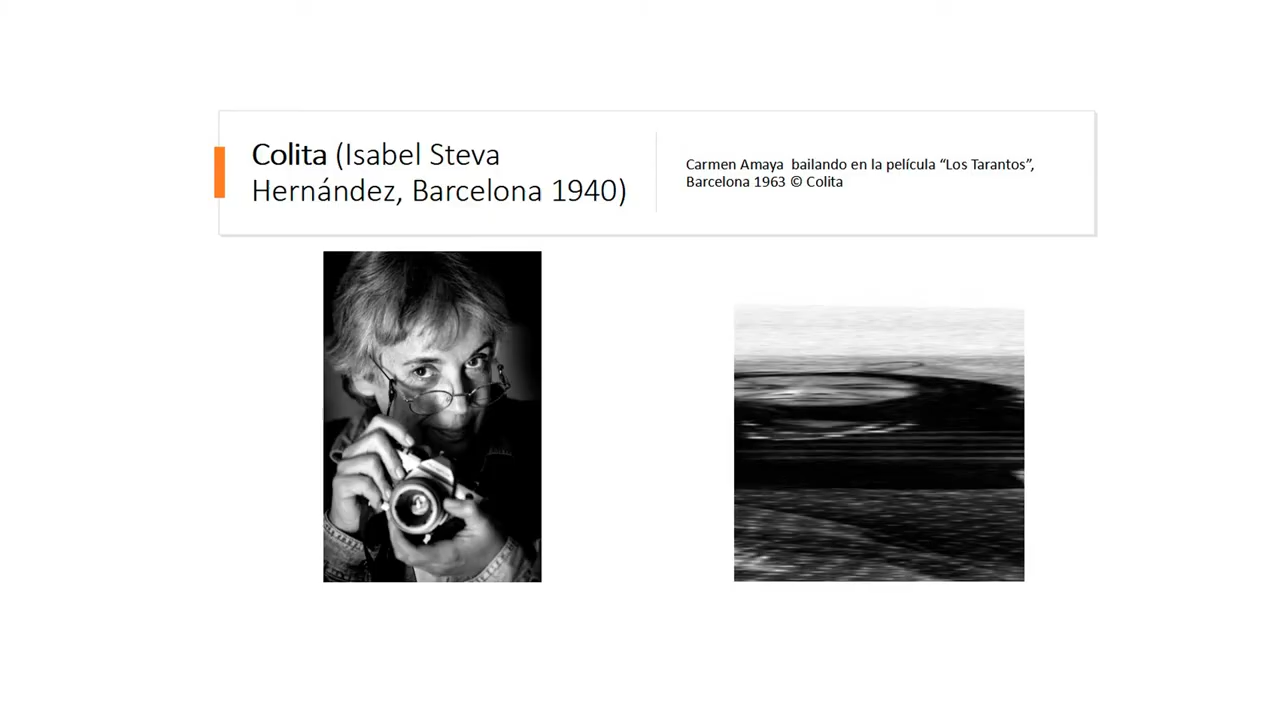 Colita (Isabel Steva
Hernández, Barcelona 1940)
Carmen Amaya  bailando en la película “Los Tarantos”,
Barcelona 1963 © Colita